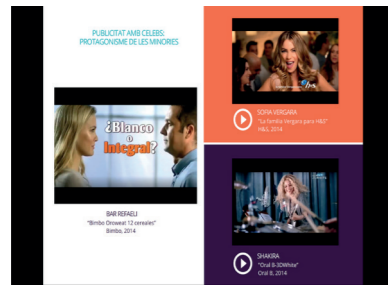 PUBLICITAT AMB CELEBS:
PROTAGONISME DE LES MINORIES
¿Blanco
o
Integral?
BAR REFAELI
"Bimbo Oroweat 12 cereales"
Bimbo, 2014
SOFIA VERGARA
"La familia Vergara para H&S"
H&S, 2014
SHAKIRA
"Oral B-3DWhite"
Oral B, 2014